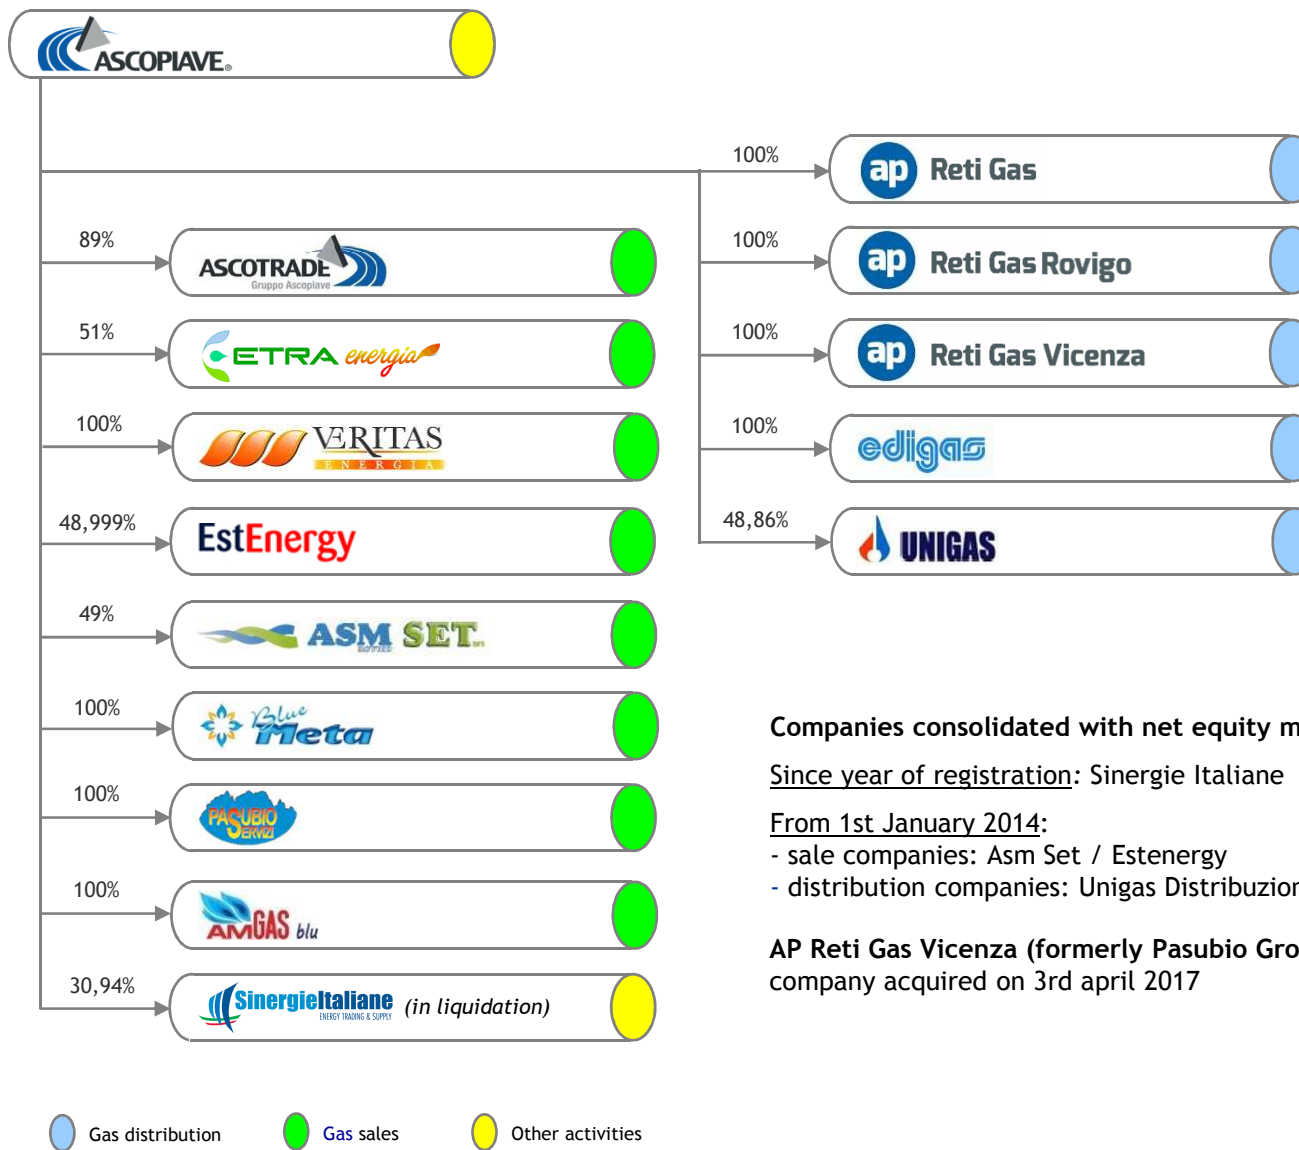 ASCOPIAVE®
100%
ap Reti Gas
89%
ASCOTRADE
Gruppo Ascopiave
100%
ap Reti Gas Rovigo
51%
ETRA energia
100%
ap Reti Gas Vicenza
100%
VERITAS
ENERGIA
100%
edigas
48,999%
EstEnergy
48,86%
UNIGAS
49%
ASM SET
100%
Blue
Meta
100%
PASUBIO
SERVIZI
100%
AMGAS blu
30,94%
SinergieItaliane (in liquidation)
ENERGY TRADING & SUPPLY
Companies consolidated with net equity m
Since year of registration: Sinergie Italiane
From 1st January 2014:
- sale companies: Asm Set / Estenergy
- distribution companies: Unigas Distribuzion
AP Reti Gas Vicenza (formerly Pasubio Gro
company acquired on 3rd april 2017
Gas distribution
Gas sales
Other activities